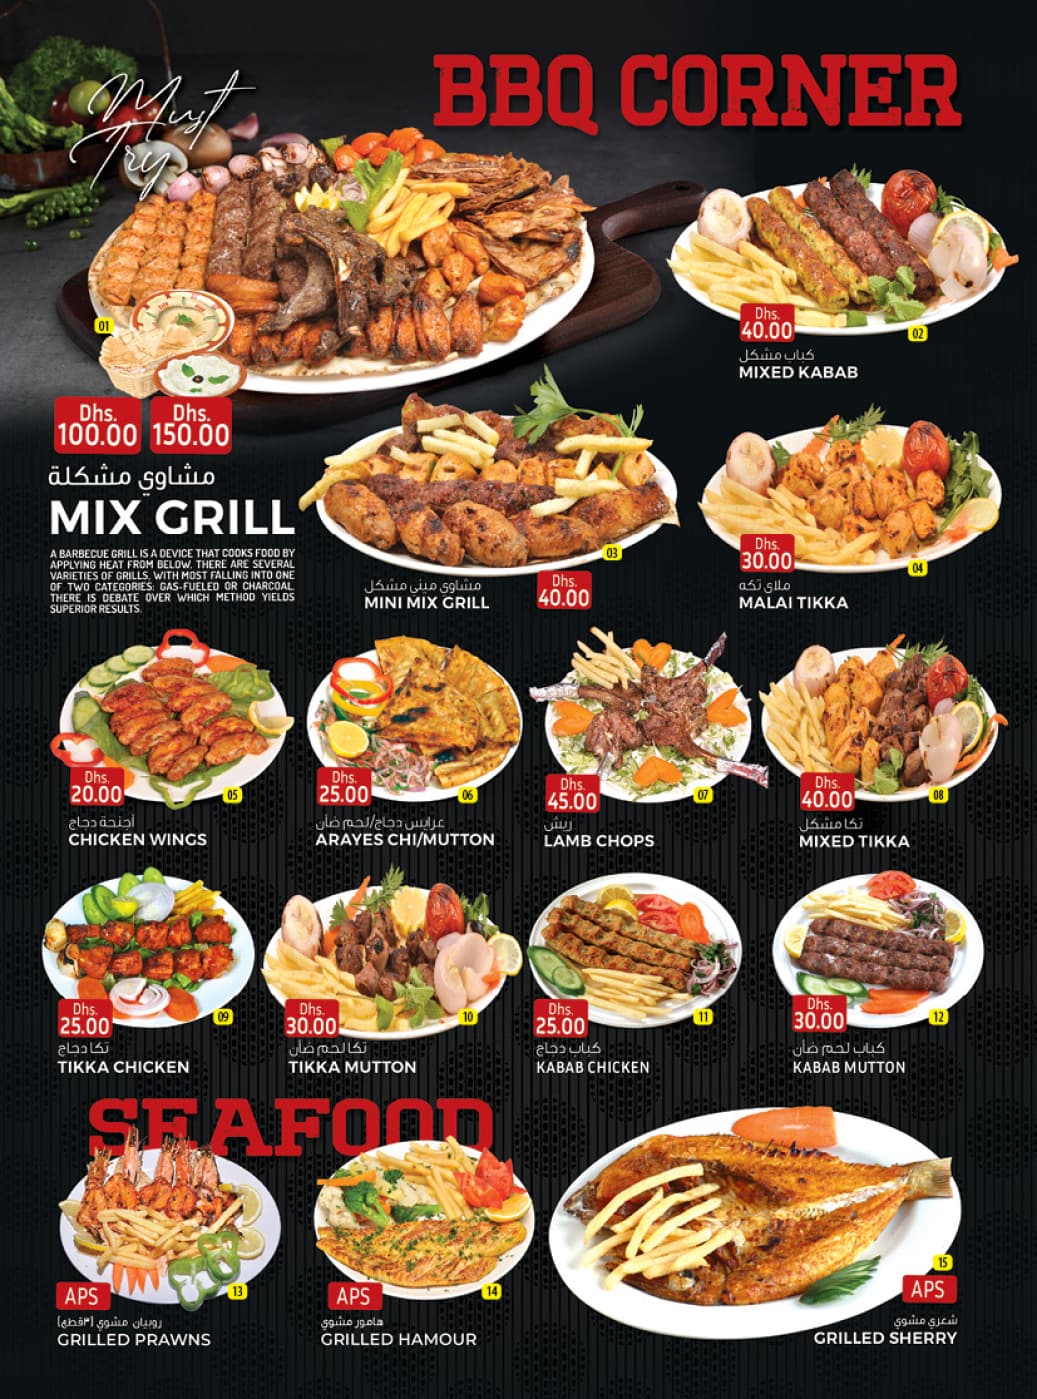 Must
Try
BBQ CORNER
01
Dhs.
100.00
Dhs.
150.00
مشاوي مشكلة
MIX GRILL
A BARBECUE GRILL IS A DEVICE THAT COOKS FOOD BY
APPLYING HEAT FROM BELOW. THERE ARE SEVERAL
VARIETIES OF GRILLS, WITH MOST FALLING INTO ONE
OF TWO CATEGORIES: GAS-FUELED OR CHARCOAL.
THERE IS DEBATE OVER WHICH METHOD YIELDS
SUPERIOR RESULTS.
Dhs.
40.00
02
كباب مشكل
MIXED KABAB
03
مشاوي ميني مشكل
MINI MIX GRILL
Dhs.
40.00
Dhs.
30.00
04
ملاي تكه
MALAI TIKKA
Dhs.
20.00
05
أجنحة دجاج
CHICKEN WINGS
Dhs.
25.00
06
عرايس دجاج/لحم ضأن
ARAYES CHI/MUTTON
Dhs.
45.00
07
ريش
LAMB CHOPS
Dhs.
40.00
08
تكا مشكل
MIXED TIKKA
Dhs.
25.00
09
تكا دجاج
TIKKA CHICKEN
Dhs.
30.00
10
تكا لحم ضأن
TIKKA MUTTON
Dhs.
25.00
11
كباب دجاج
KABAB CHICKEN
Dhs.
30.00
12
كباب لحم ضأن
KABAB MUTTON
SEAFOOD
APS
13
روبيان مشوي (٣قطع)
GRILLED PRAWNS
APS
14
هامور مشوي
GRILLED HAMOUR
15
APS
شعري مشوي
GRILLED SHERRY